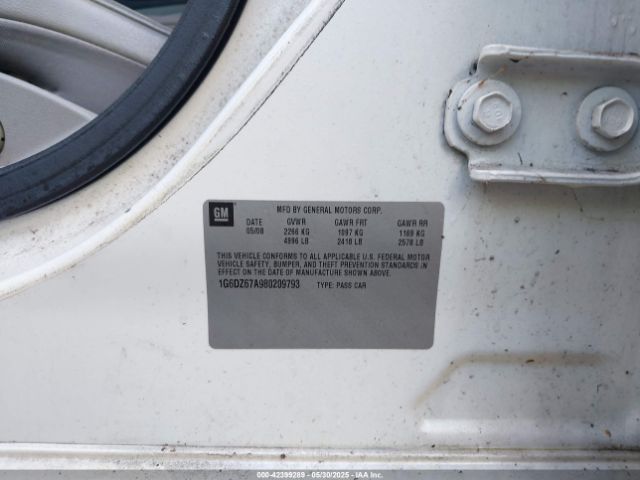 GM
MFD BY GENERAL MOTORS CORP.
DATE GVWR GAWR FRT GAWR RR
05/08 2266 KG 1097 KG 1169 KG
4996 LB 2418 LB 2578 LB
THIS VEHICLE CONFORMS TO ALL APPLICABLE U.S. FEDERAL MOTOR
VEHICLE SAFETY, BUMPER, AND THEFT PREVENTION STANDARDS
IN EFFECT ON THE DATE OF MANUFACTURE SHOWN ABOVE.
1G6DZ67A980209793 TYPE: PASS CAR
000-42399289 - 05/30/2025 - IAA Inc.